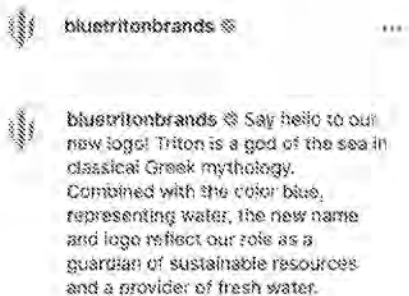 bluetritonbrands
bluetritonbrands Say hello to our
new logo! Triton is a god of the sea in
classical Greek mythology.
Combined with the color blue,
representing water, the new name
and logo reflect our role as a
guardian of sustainable resources
and a provider of fresh water.